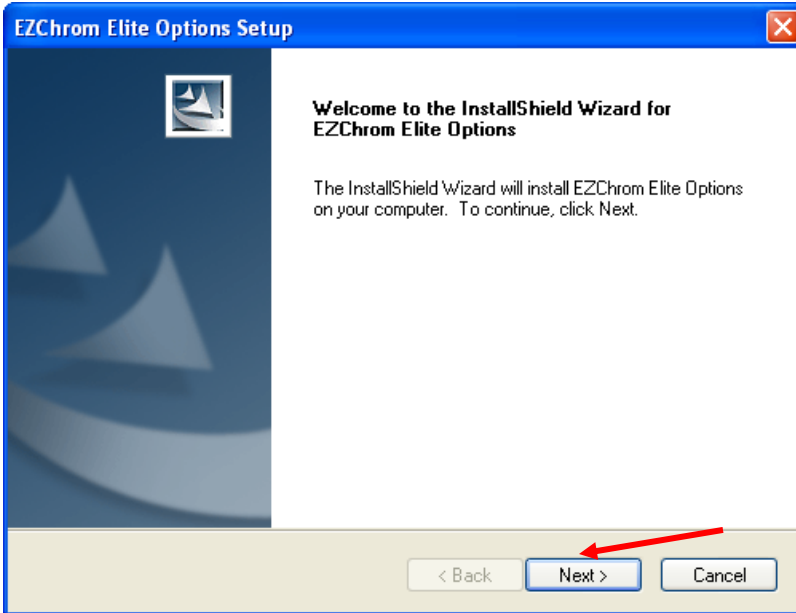 EZChrom Elite Options Setup
Welcome to the InstallShield Wizard for
EZChrom Elite Options
The InstallShield Wizard will install EZChrom Elite Options
on your computer.  To continue, click Next.
< Back
Next >
Cancel